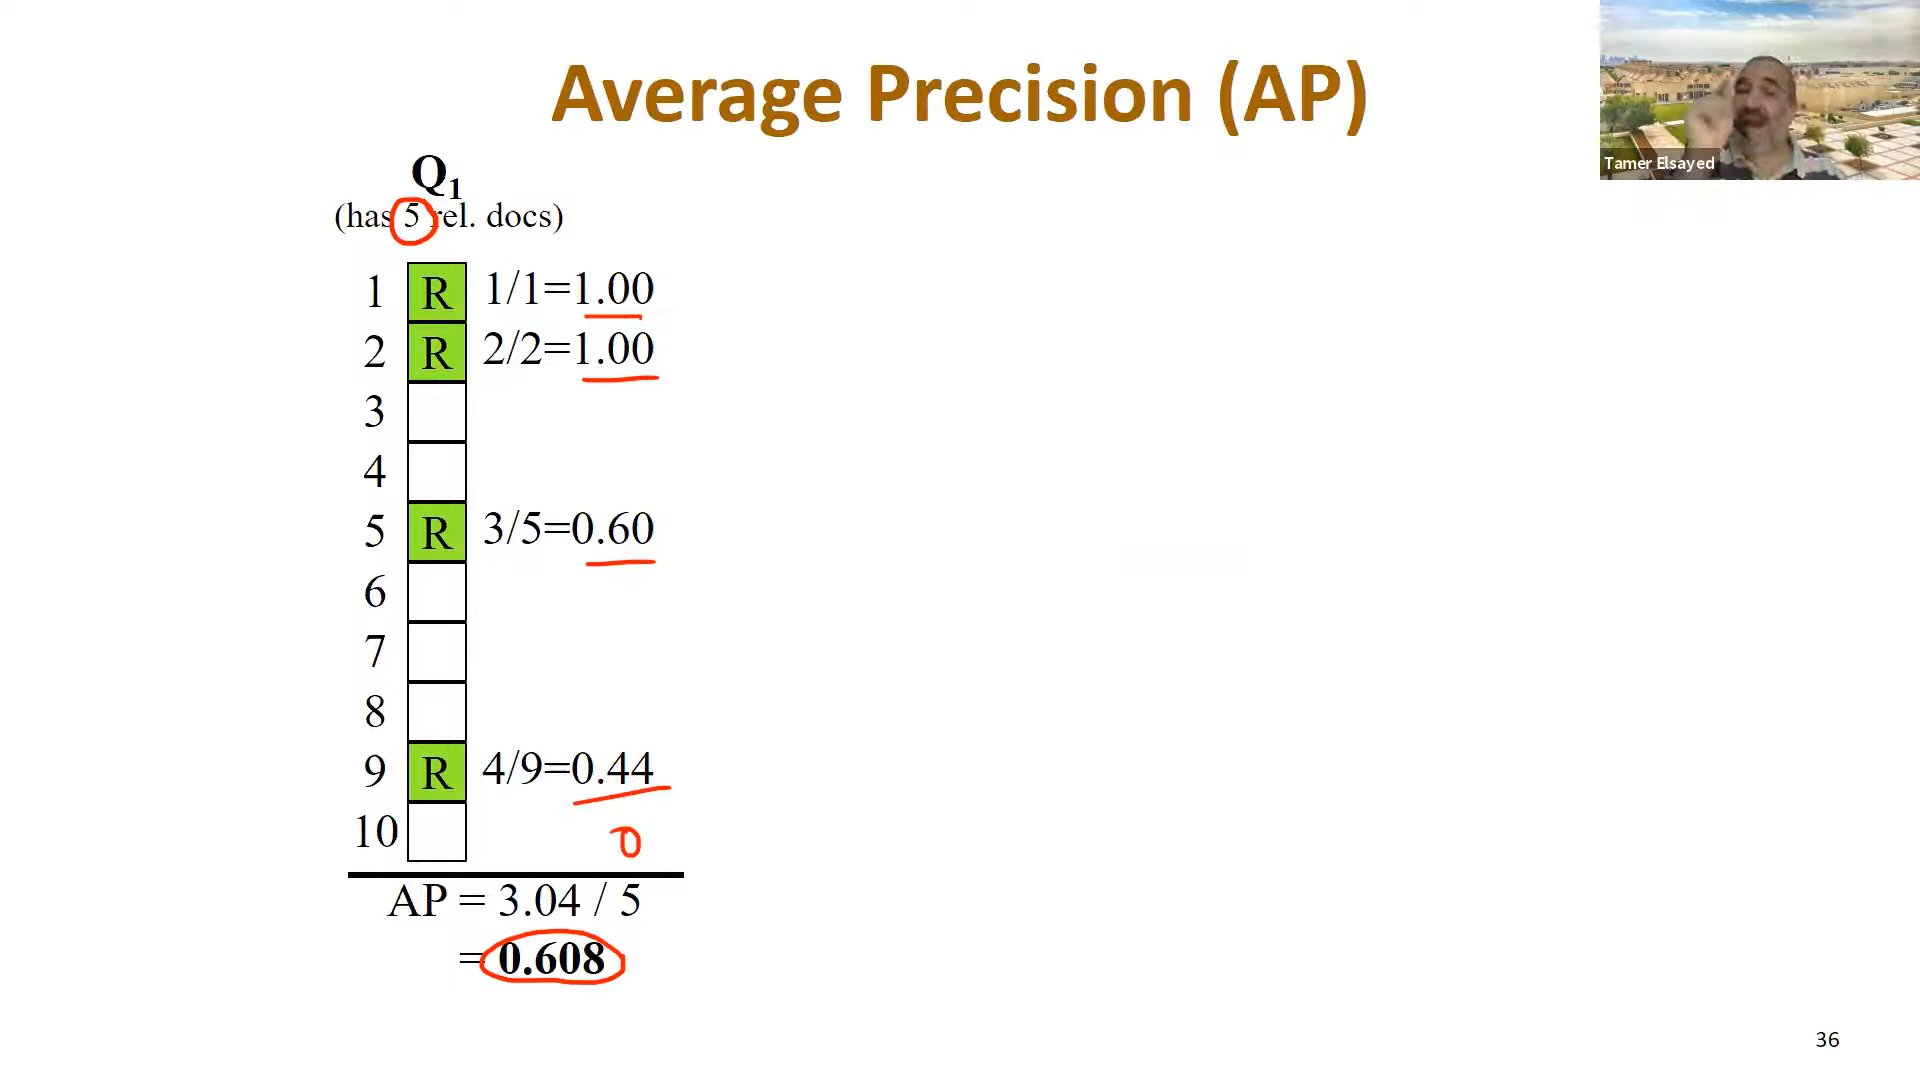 Average Precision (AP)
Tamer Elsayed
Q1
(has 5 rel. docs)
1 R 1/1=1.00
2 R 2/2=1.00
3
4
5 R 3/5=0.60
6
7
8
9 R 4/9=0.44
10 0
AP = 3.04 / 5
= 0.608
36